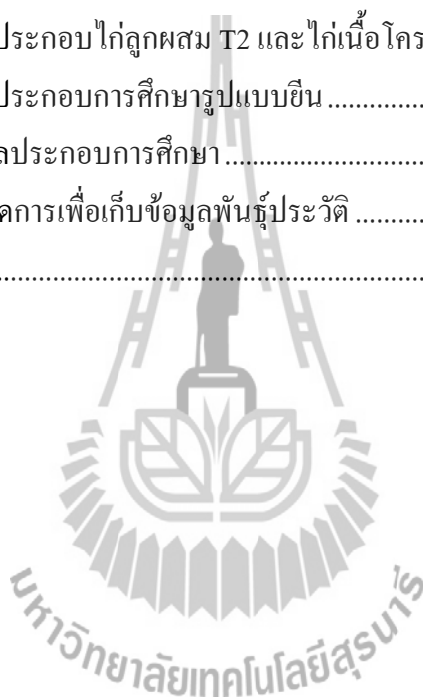 ประกอบไก่ลูกผสม T2 และไก่เนื้อโคร
ประกอบการศึกษารูปแบบยีน ..............
ลประกอบการศึกษา ..............................
ดการเพื่อเก็บข้อมูลพันธุ์ประวัติ ..........
......................................................
มหาวิทยาลัยเทคโนโลยีสุรนารี